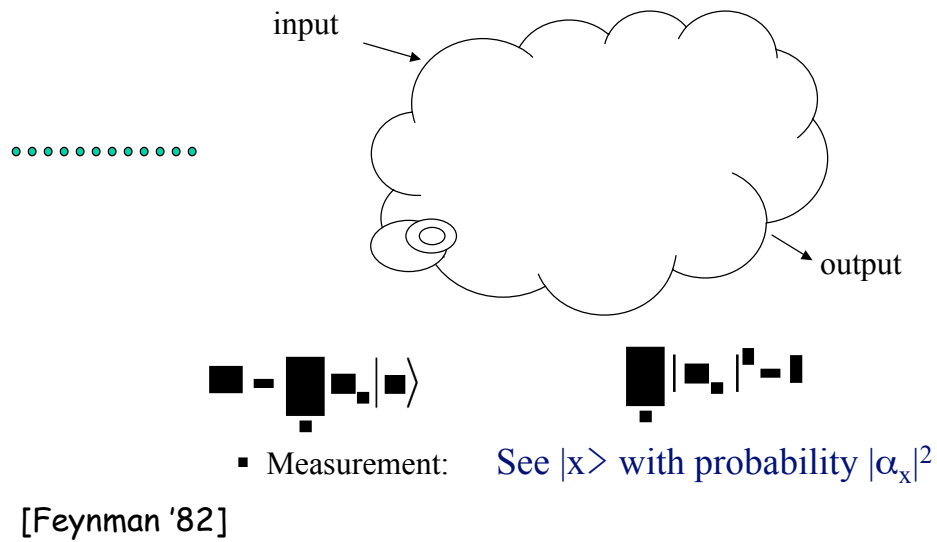 input
output
▪ Measurement: See |x> with probability |αₓ|²
[Feynman '82]